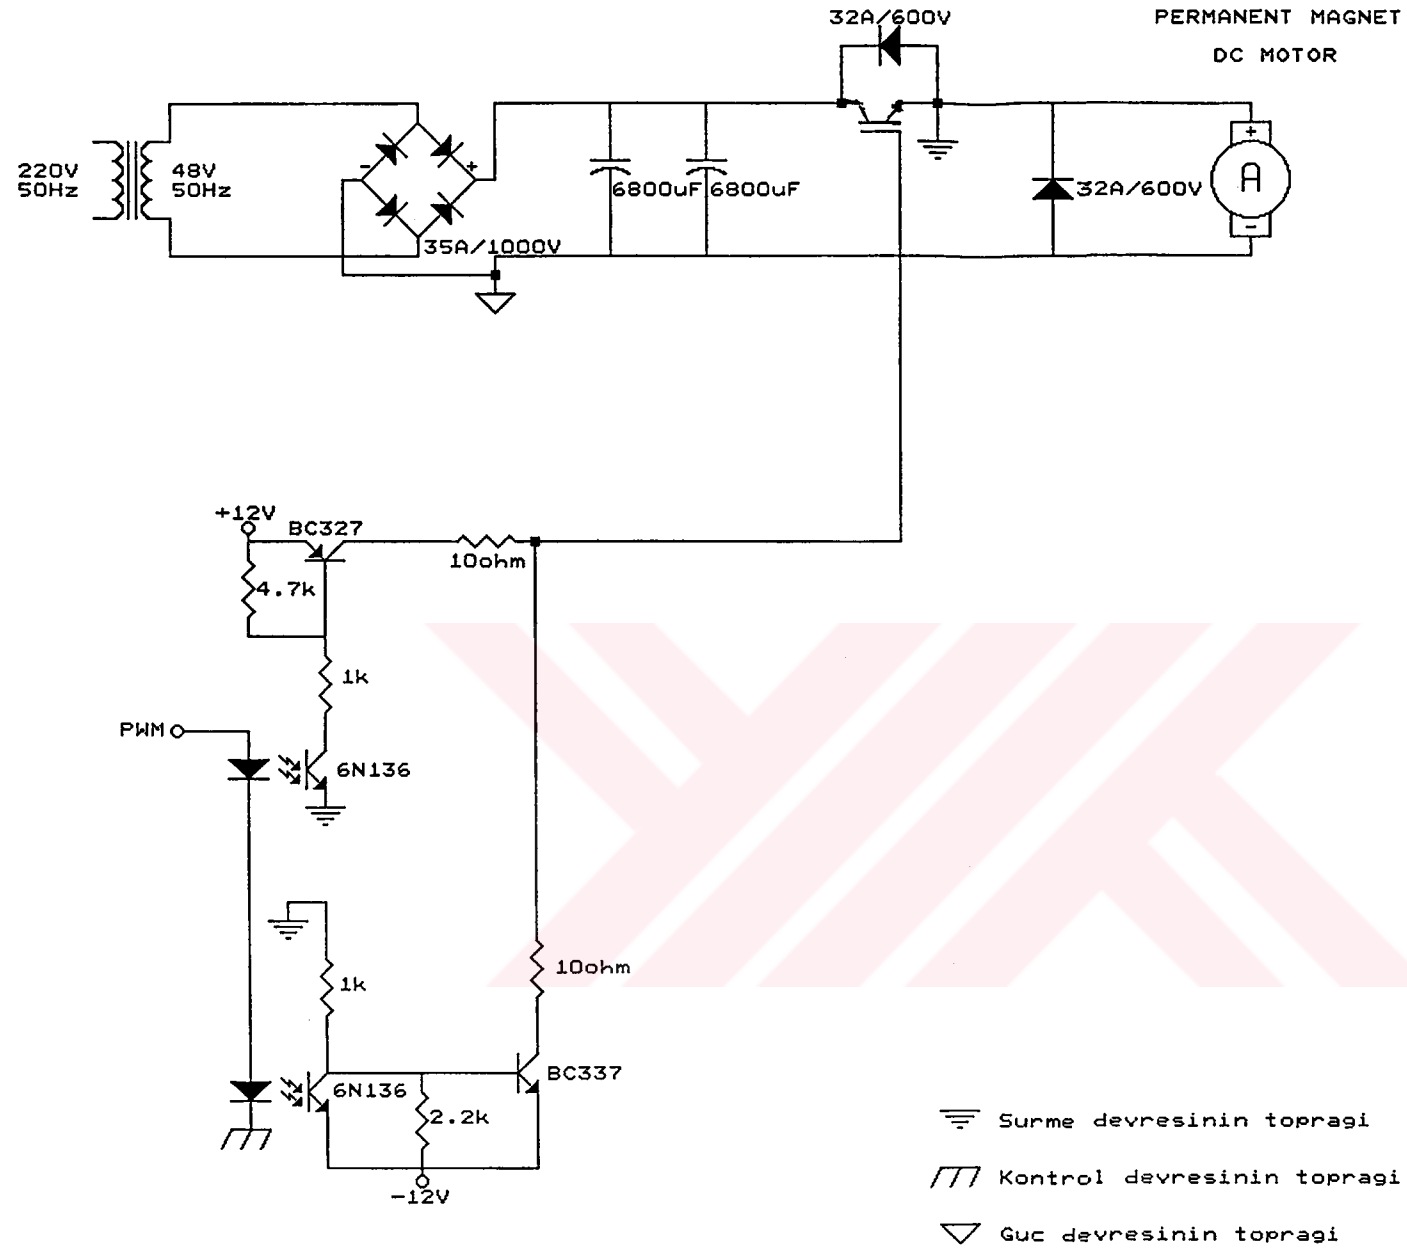 32A/600V
PERMANENT MAGNET
DC MOTOR
220V
50Hz
48V
50Hz
-
+
35A/1000V
6800uF
6800uF
32A/600V
+
A
-
+12V
BC327
10ohm
4.7k
1k
PWM
6N136
10ohm
1k
BC337
6N136
2.2k
-12V
Surme devresinin topragi
Kontrol devresinin topragi
Guc devresinin topragi